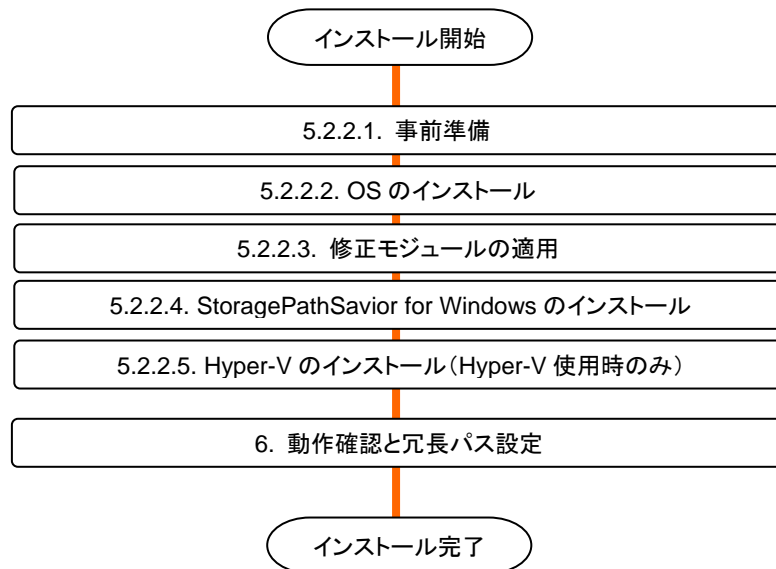 インストール開始
5.2.2.1. 事前準備
5.2.2.2. OS のインストール
5.2.2.3. 修正モジュールの適用
5.2.2.4. StoragePathSavior for Windows のインストール
5.2.2.5. Hyper-V のインストール（Hyper-V 使用時のみ）
6. 動作確認と冗長パス設定
インストール完了